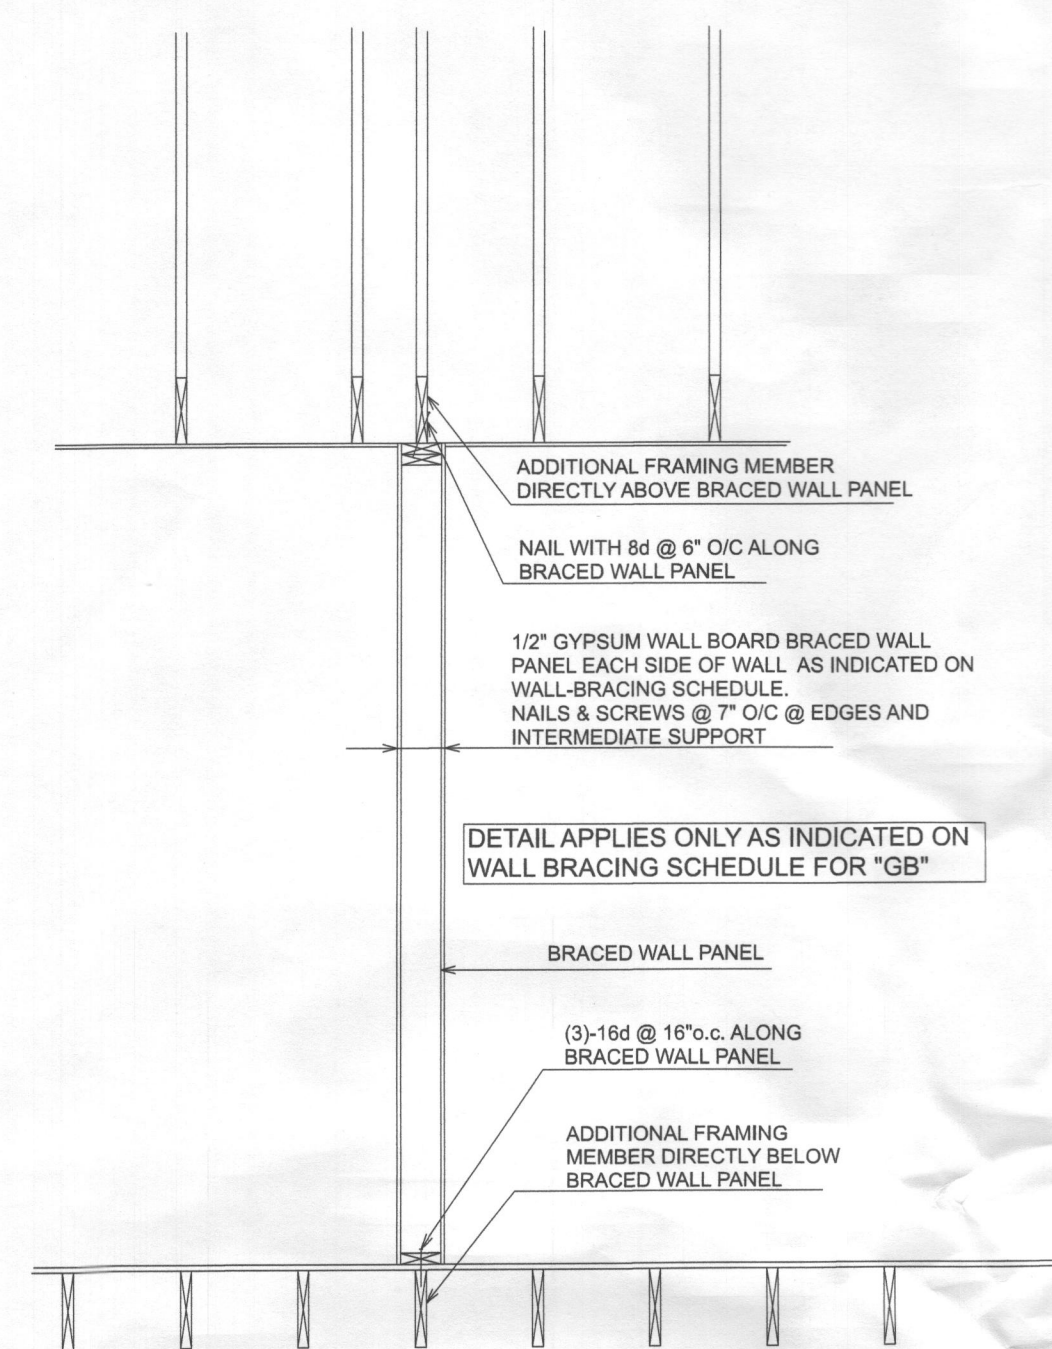 ADDITIONAL FRAMING MEMBER
DIRECTLY ABOVE BRACED WALL PANEL
NAIL WITH 8d @ 6" O/C ALONG
BRACED WALL PANEL
1/2" GYPSUM WALL BOARD BRACED WALL
PANEL EACH SIDE OF WALL AS INDICATED ON
WALL-BRACING SCHEDULE.
NAILS & SCREWS @ 7" O/C @ EDGES AND
INTERMEDIATE SUPPORT
DETAIL APPLIES ONLY AS INDICATED ON
WALL BRACING SCHEDULE FOR "GB"
BRACED WALL PANEL
(3)-16d @ 16"o.c. ALONG
BRACED WALL PANEL
ADDITIONAL FRAMING
MEMBER DIRECTLY BELOW
BRACED WALL PANEL